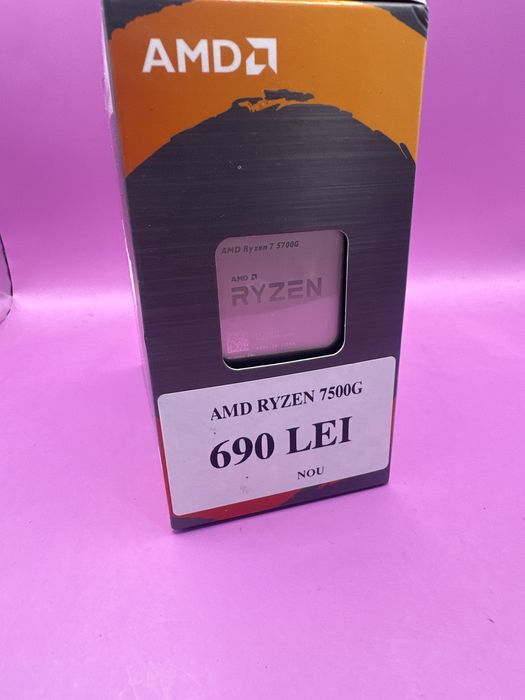 AMD
AMD Ryzen 7 5700G
AMD
RYZEN
AMD RYZEN 7500G
690 LEI
NOU